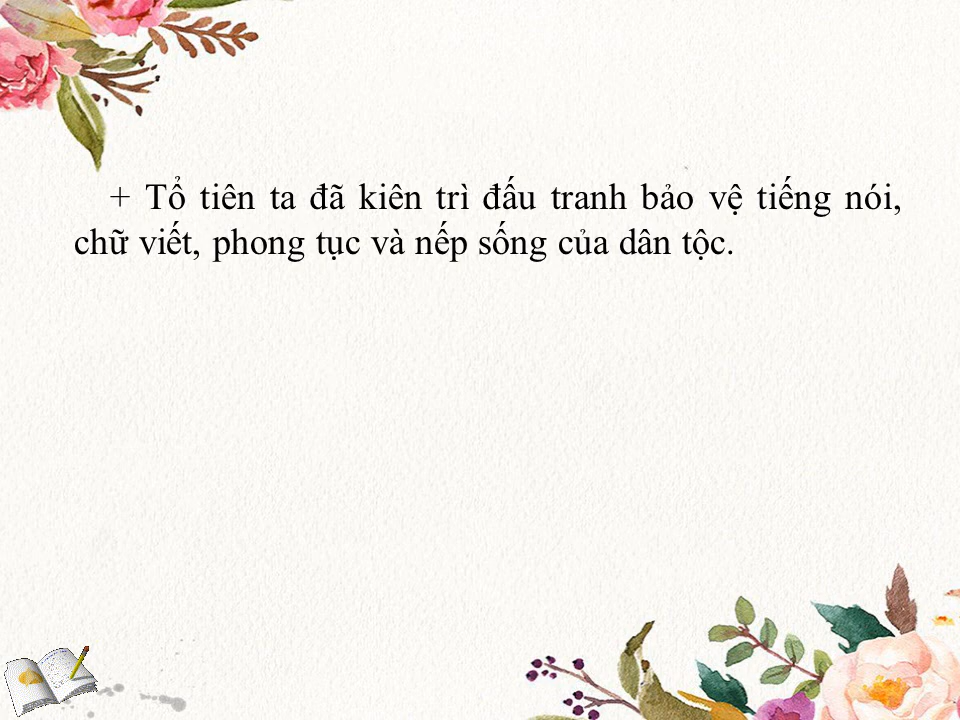 + Tổ tiên ta đã kiên trì đấu tranh bảo vệ tiếng nói,
chữ viết, phong tục và nếp sống của dân tộc.